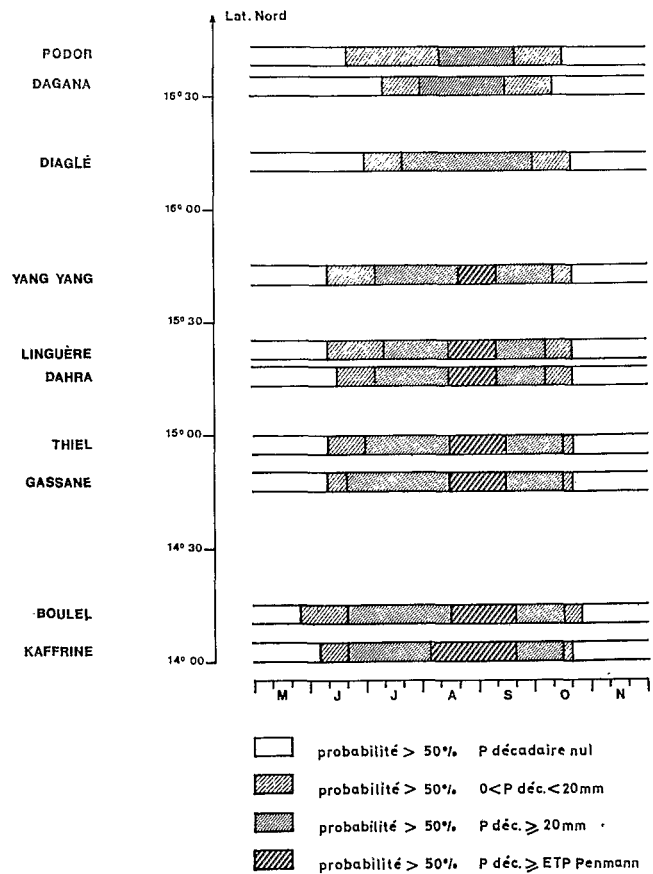 Lat. Nord
PODOR
DAGANA
15° 30
DIAGLÉ
15° 00
YANG YANG
15° 30
LINGUÈRE
DAHRA
15° 00
THIEL
GASSANE
14° 30
BOULEL
KAFFRINE
14° 00
M J J A S O N
probabilité > 50% P décadaire nul
probabilité > 50% 0<P déc.<20mm
probabilité > 50% P déc. ⩾ 20mm
probabilité > 50% P déc. ⩾ ETP Penmann